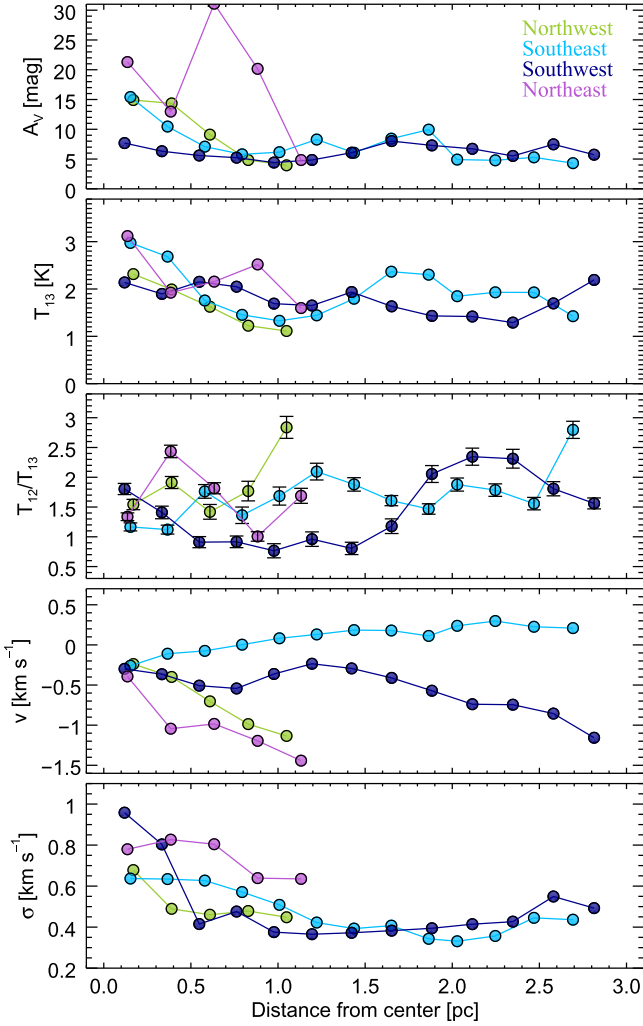 30
25
20
15
10
5
0
A_V [mag]
Northwest
Southeast
Southwest
Northeast
3
2
1
0
T_13 [K]
3
2.5
2
1.5
1
0.5
T_12/T_13
0.5
0
−0.5
−1
−1.5
v [km s^−1]
1
0.8
0.6
0.4
0.2
σ [km s^−1]
0.0 0.5 1.0 1.5 2.0 2.5 3.0
Distance from center [pc]